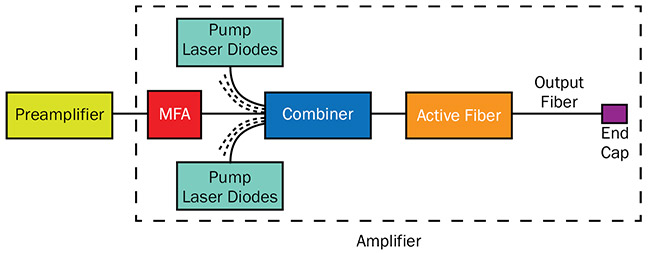 Pump
Laser Diodes
Preamplifier
MFA
Combiner
Active Fiber
Output
Fiber
End
Cap
Pump
Laser Diodes
Amplifier